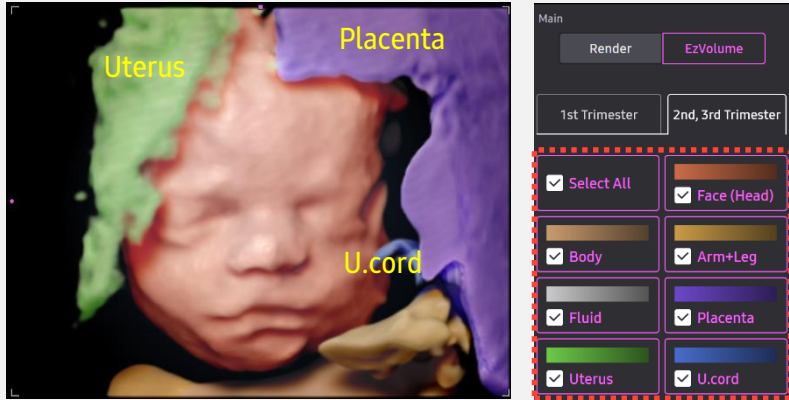 Uterus
Placenta
U.cord
Main
Render
EzVolume
1st Trimester
2nd, 3rd Trimester
Select All
Face (Head)
Body
Arm+Leg
Fluid
Placenta
Uterus
U.cord